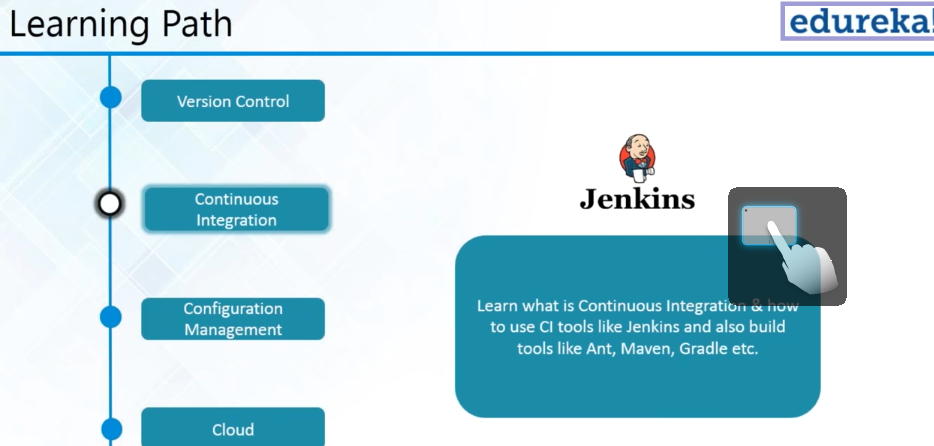 Learning Path
edureka!
Version Control
Continuous
Integration
Jenkins
Configuration
Management
Learn what is Continuous Integration & how
to use CI tools like Jenkins and also build
tools like Ant, Maven, Gradle etc.
Cloud